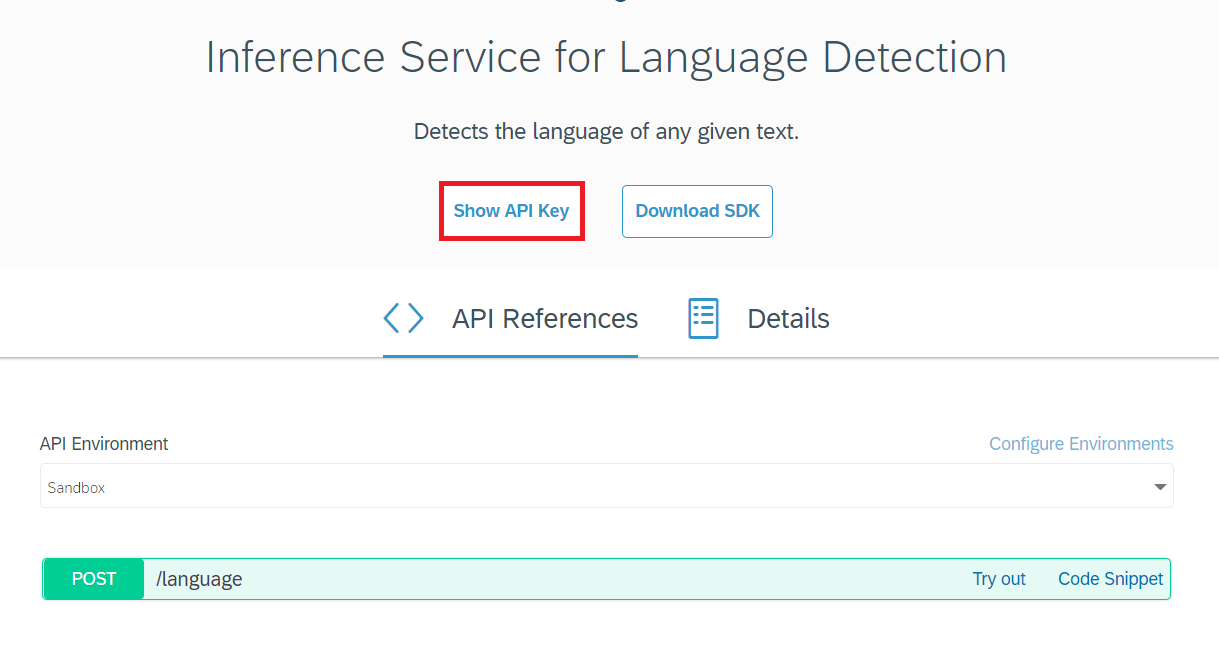 Inference Service for Language Detection
Detects the language of any given text.
Show API Key
Download SDK
API References
Details
API Environment
Configure Environments
Sandbox
POST
/language
Try out
Code Snippet